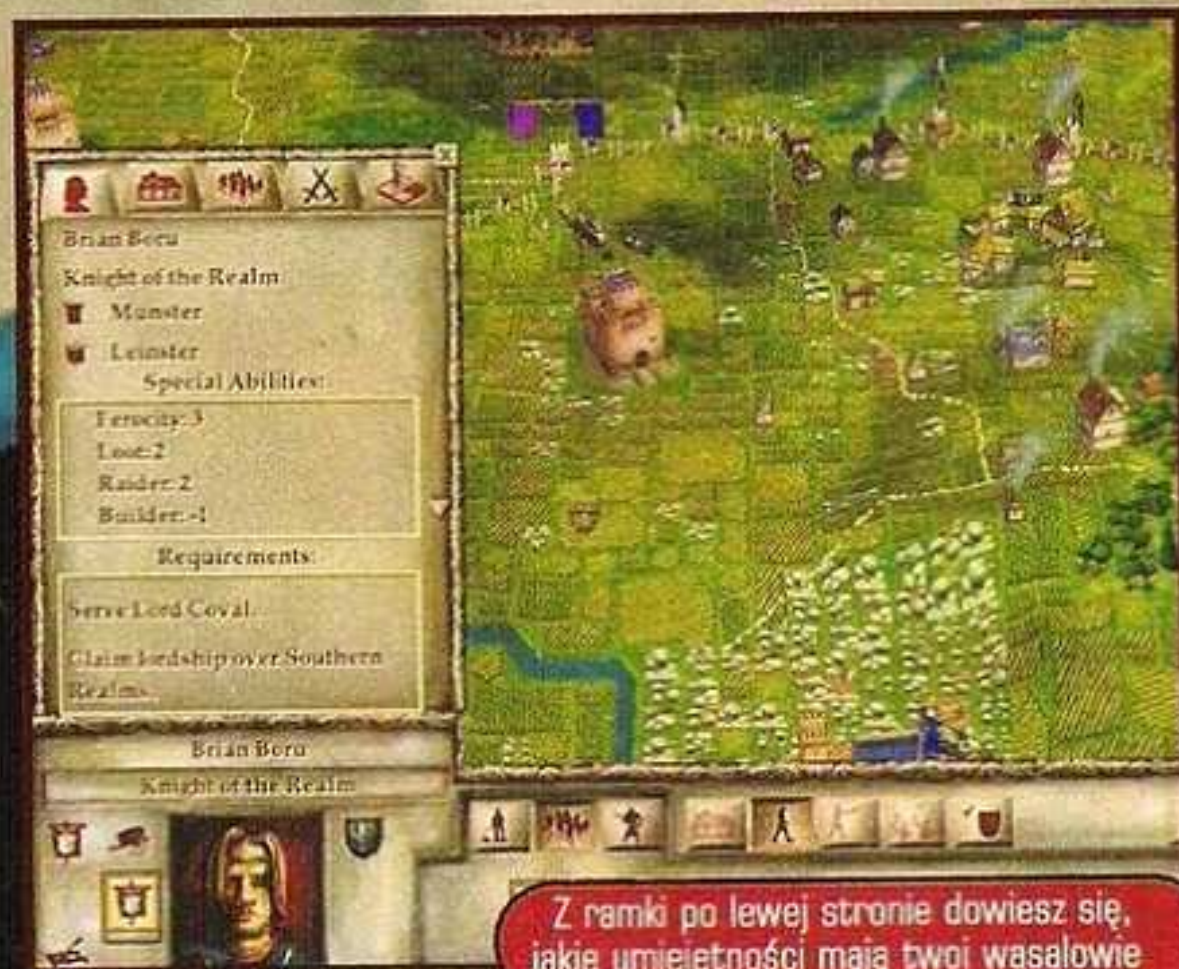 Brian Boru
Knight of the Realm
Munster
Leinster
Special Abilities:
Ferocity: 3
Loot: 2
Raider: 2
Builder: -1
Requirements:
Serve Lord Coval.
Claim lordship over Southern
Realms.
Brian Boru
Knight of the Realm
Z ramki po lewej stronie dowiesz się,
jakie umiejętności mają twoi wasalowie